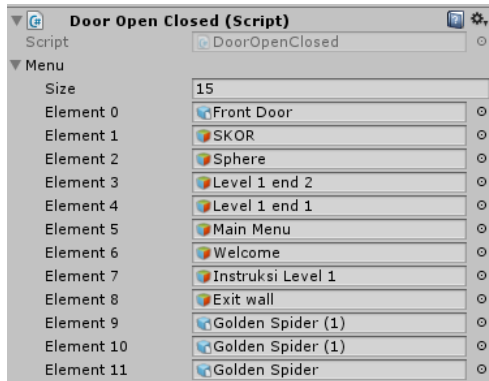 Door Open Closed (Script)
Script DoorOpenClosed
Menu
Size 15
Element 0 Front Door
Element 1 SKOR
Element 2 Sphere
Element 3 Level 1 end 2
Element 4 Level 1 end 1
Element 5 Main Menu
Element 6 Welcome
Element 7 Instruksi Level 1
Element 8 Exit wall
Element 9 Golden Spider (1)
Element 10 Golden Spider (1)
Element 11 Golden Spider